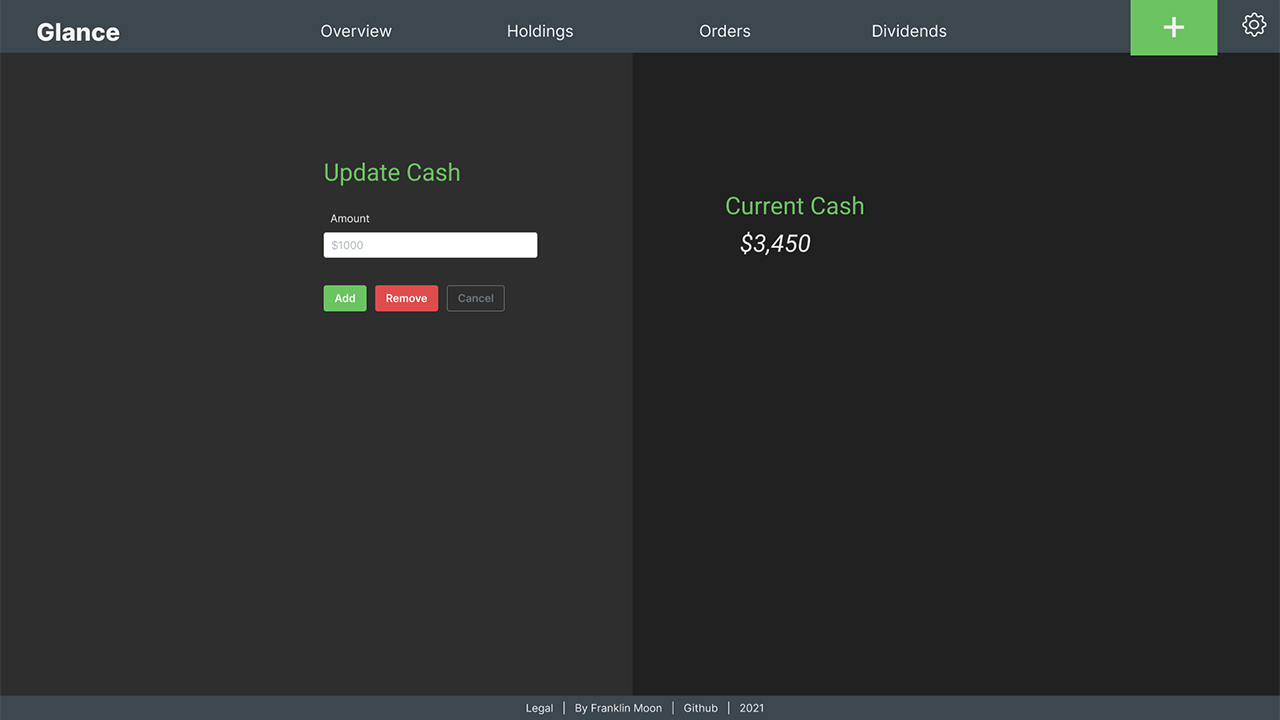 Glance Overview Holdings Orders Dividends +
Update Cash
Amount
$1000
Add Remove Cancel
Current Cash
$3,450
Legal | By Franklin Moon | Github | 2021